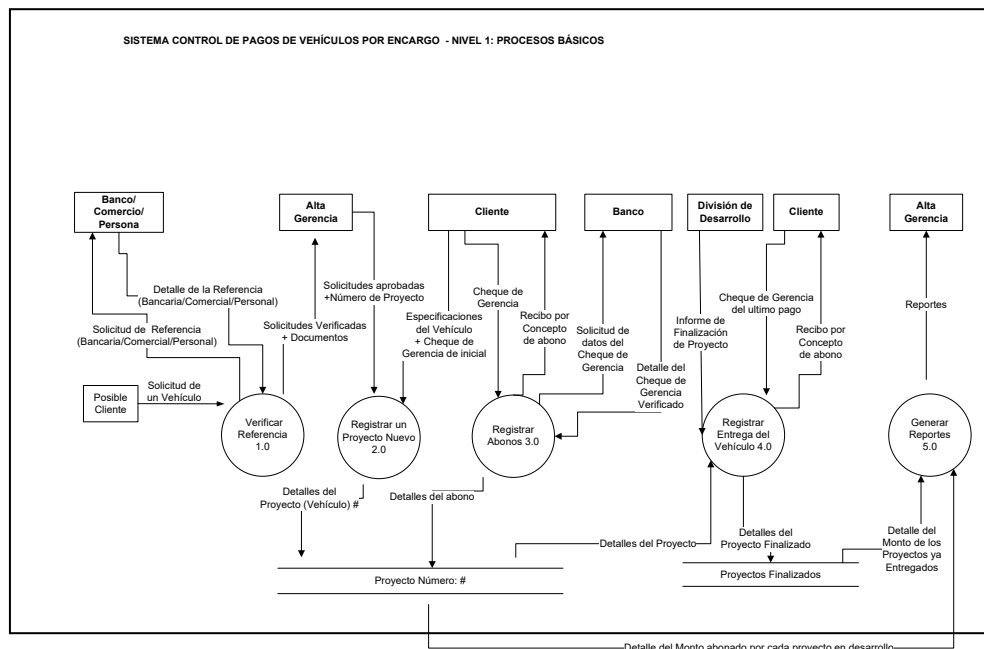 SISTEMA CONTROL DE PAGOS DE VEHÍCULOS POR ENCARGO - NIVEL 1: PROCESOS BÁSICOS
Banco/
Comercio/
Persona
Alta
Gerencia
Cliente
Banco
División de
Desarrollo
Cliente
Alta
Gerencia
Detalle de la Referencia
(Bancaria/Comercial/Personal)
Solicitud de Referencia
(Bancaria/Comercial/Personal)
Solicitudes Verificadas
+ Documentos
Solicitudes aprobadas
+Número de Proyecto
Especificaciones
del Vehículo
+ Cheque de
Gerencia de inicial
Cheque de
Gerencia
Recibo por
Concepto
de abono
Solicitud de
datos del
Cheque de
Gerencia
Detalle del
Cheque de
Gerencia
Verificado
Informe de
Finalización
de Proyecto
Cheque de Gerencia
del ultimo pago
Recibo por
Concepto
de abono
Reportes
Posible
Cliente
Solicitud de
un Vehículo
Verificar
Referencia
1.0
Registrar un
Proyecto Nuevo
2.0
Registrar
Abonos 3.0
Registrar
Entrega del
Vehículo 4.0
Generar
Reportes
5.0
Detalles del
Proyecto (Vehículo) #
Detalles del abono
Detalles del Proyecto
Detalles del
Proyecto Finalizado
Detalle del
Monto de los
Proyectos ya
Entregados
Proyecto Número: #
Proyectos Finalizados
Detalle del Monto abonado por cada proyecto en desarrollo